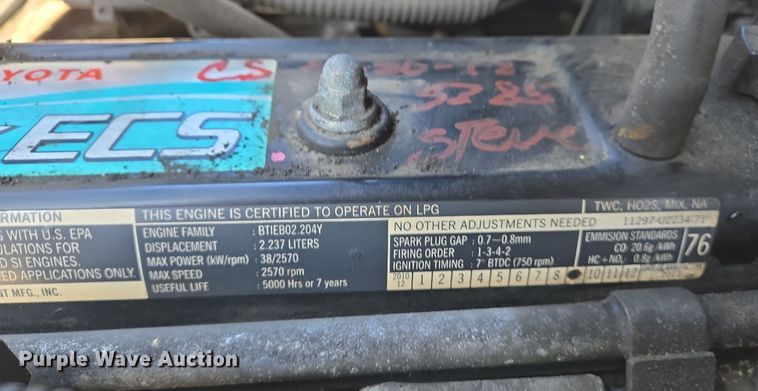 TOYOTA
CS
5285
Steve
ECS
FORMATION
S WITH U.S. EPA
ULATIONS FOR
D SI ENGINES.
ED APPLICATIONS ONLY.
T MFG., INC.
THIS ENGINE IS CERTIFIED TO OPERATE ON LPG
ENGINE FAMILY : BTIEB02.204Y
DISPLACEMENT : 2.237 LITERS
MAX POWER (kW/rpm) : 38/2570
MAX SPEED : 2570 rpm
USEFUL LIFE : 5000 Hrs or 7 years
TWC, HO2S, MIX, NA
11297-U2234-71
NO OTHER ADJUSTMENTS NEEDED
SPARK PLUG GAP : 0.7~0.8mm
FIRING ORDER : 1-3-4-2
IGNITION TIMING : 7° BTDC (750 rpm)
EMMISION STANDARDS
CO: 20.6g/kWh
HC+NOx: 0.8g/kWh
76
2010 12 1 2 3 4 5 6 7 8 10 11 12
Purple Wave Auction